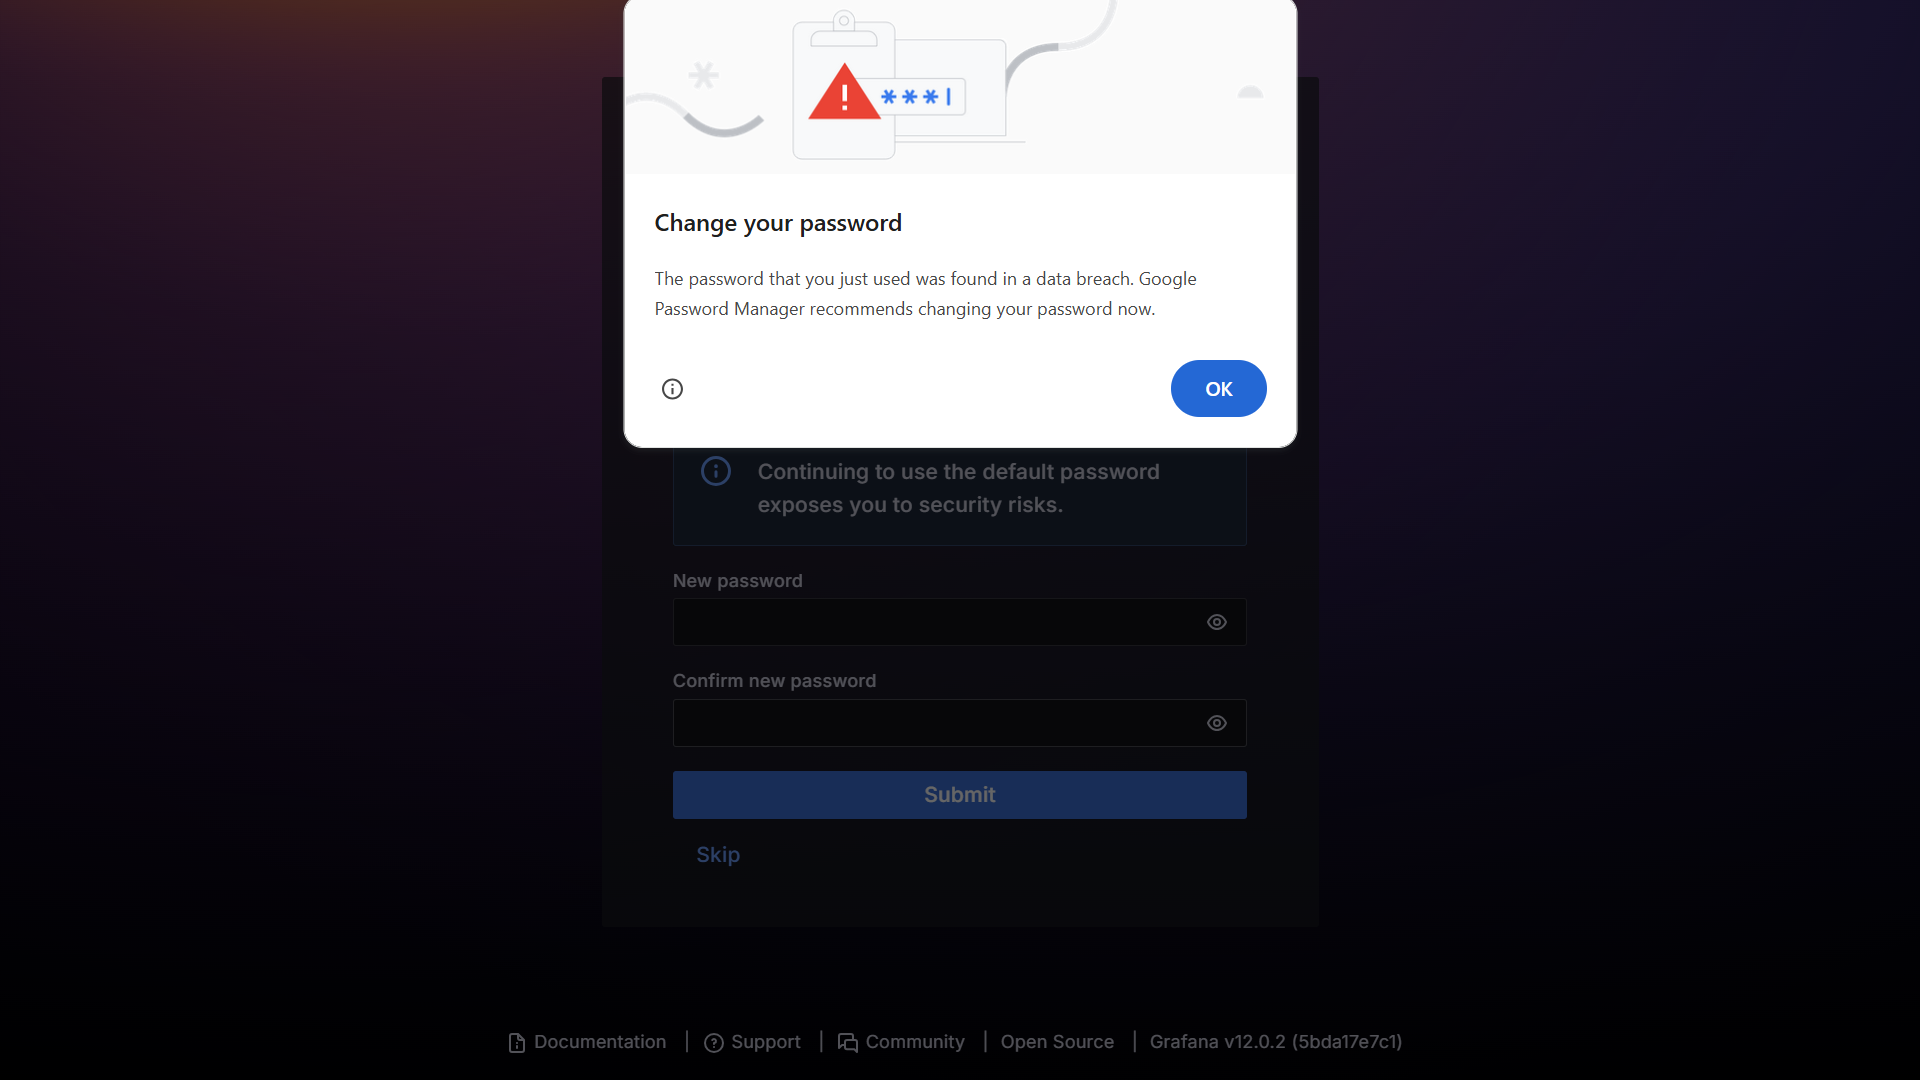 ***
Change your password
The password that you just used was found in a data breach. Google
Password Manager recommends changing your password now.
OK
Continuing to use the default password
exposes you to security risks.
New password
Confirm new password
Submit
Skip
Documentation | Support | Community | Open Source | Grafana v12.0.2 (5bda17e7c1)